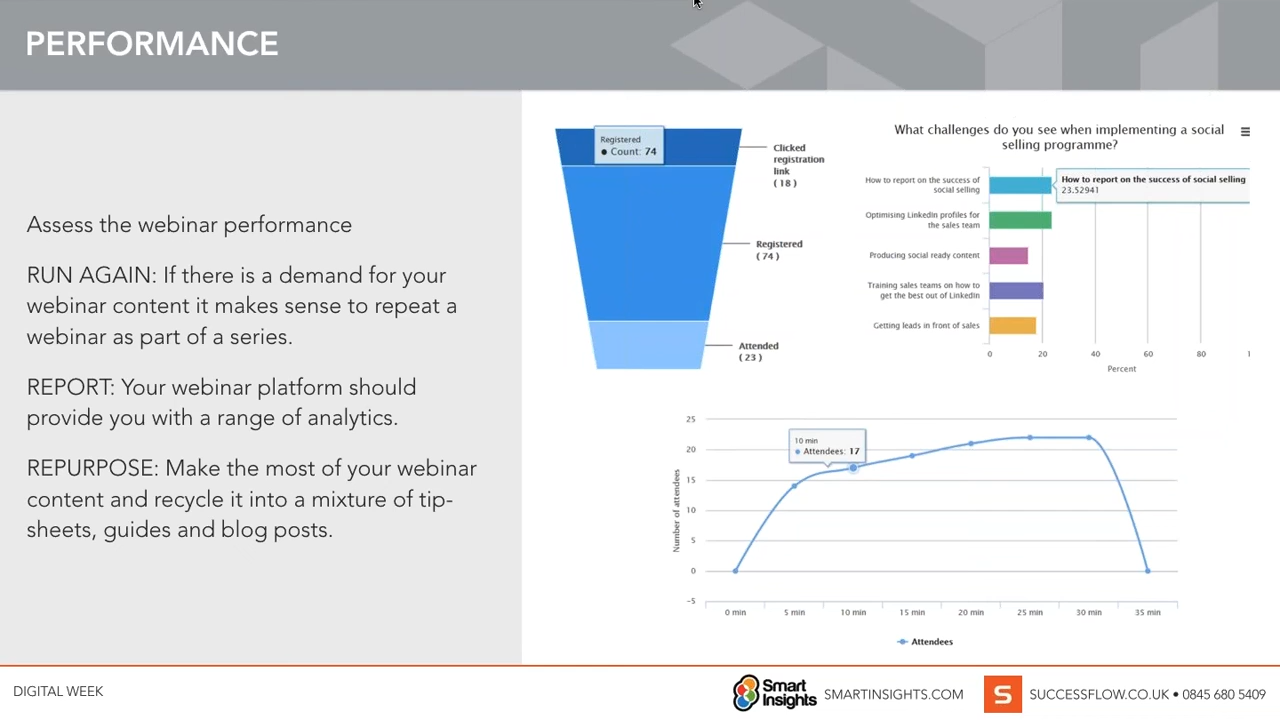 PERFORMANCE
Assess the webinar performance
RUN AGAIN: If there is a demand for your
webinar content it makes sense to repeat a
webinar as part of a series.
REPORT: Your webinar platform should
provide you with a range of analytics.
REPURPOSE: Make the most of your webinar
content and recycle it into a mixture of tip-
sheets, guides and blog posts.
Registered
Count: 74
Clicked
registration
link
( 18 )
Registered
( 74 )
Attended
( 23 )
What challenges do you see when implementing a social
selling programme?
How to report on the success of
social selling
How to report on the success of social selling
23.52941
Optimising LinkedIn profiles for
the sales team
Producing social ready content
Training sales teams on how to
get the best out of LinkedIn
Getting leads in front of sales
0 20 40 60 80 1
Percent
25
20
15
10
5
0
-5
Number of attendees
10 min
Attendees: 17
0 min 5 min 10 min 15 min 20 min 25 min 30 min 35 min
Attendees
DIGITAL WEEK
Smart
Insights
SMARTINSIGHTS.COM
S
SUCCESSFLOW.CO.UK • 0845 680 5409